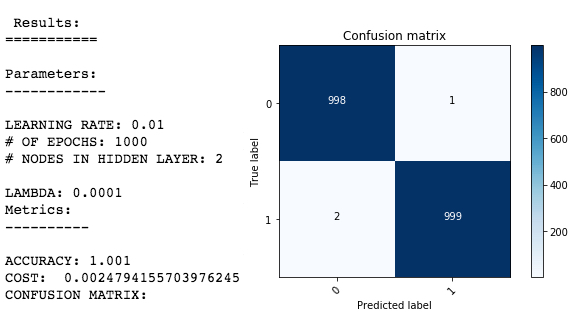 Results:
===========
Parameters:
------------
LEARNING RATE: 0.01
# OF EPOCHS: 1000
# NODES IN HIDDEN LAYER: 2
LAMBDA: 0.0001
Metrics:
----------
ACCURACY: 1.001
COST:  0.0024794155703976245
CONFUSION MATRIX:
Confusion matrix
True label
0
998
1
1
2
999
0
1
Predicted label
800
600
400
200